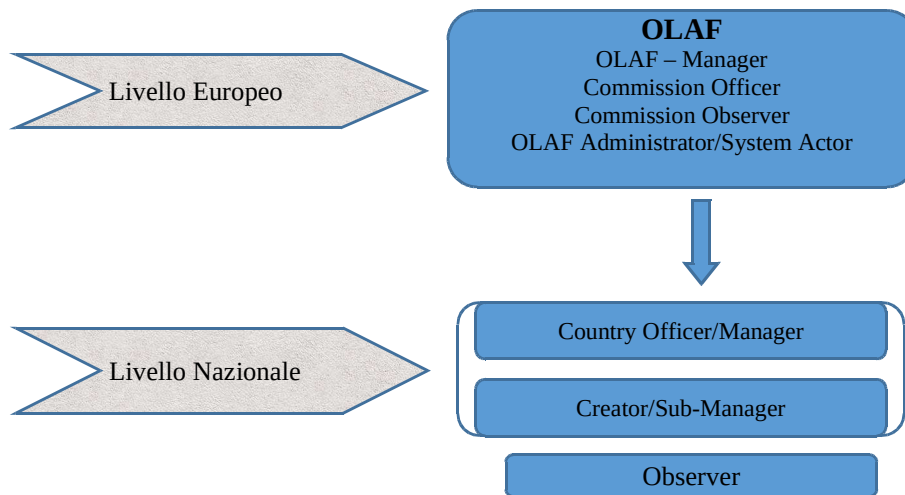 OLAF
OLAF – Manager
Commission Officer
Livello Europeo
Commission Observer
OLAF Administrator/System Actor
Country Officer/Manager
Livello Nazionale
Creator/Sub-Manager
Observer